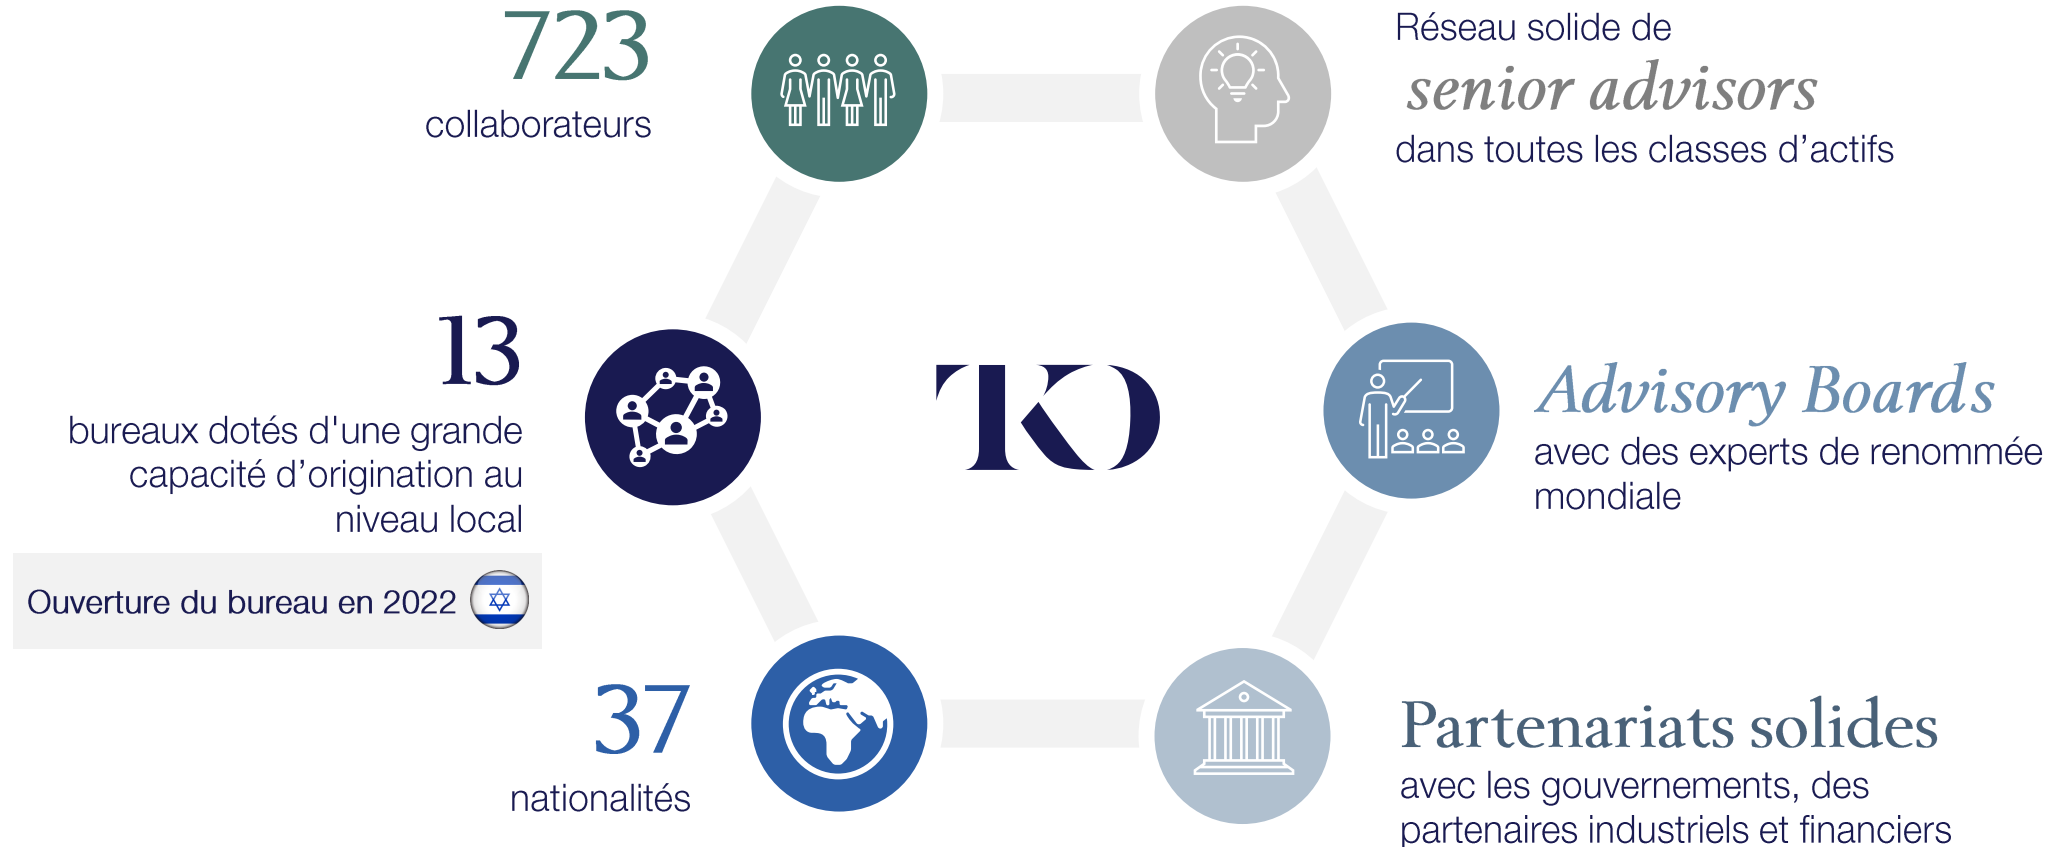 723
collaborateurs
Réseau solide de
senior advisors
dans toutes les classes d’actifs
13
bureaux dotés d'une grande
capacité d’origination au
niveau local
Ouverture du bureau en 2022
TKO
Advisory Boards
avec des experts de renommée
mondiale
37
nationalités
Partenariats solides
avec les gouvernements, des
partenaires industriels et financiers